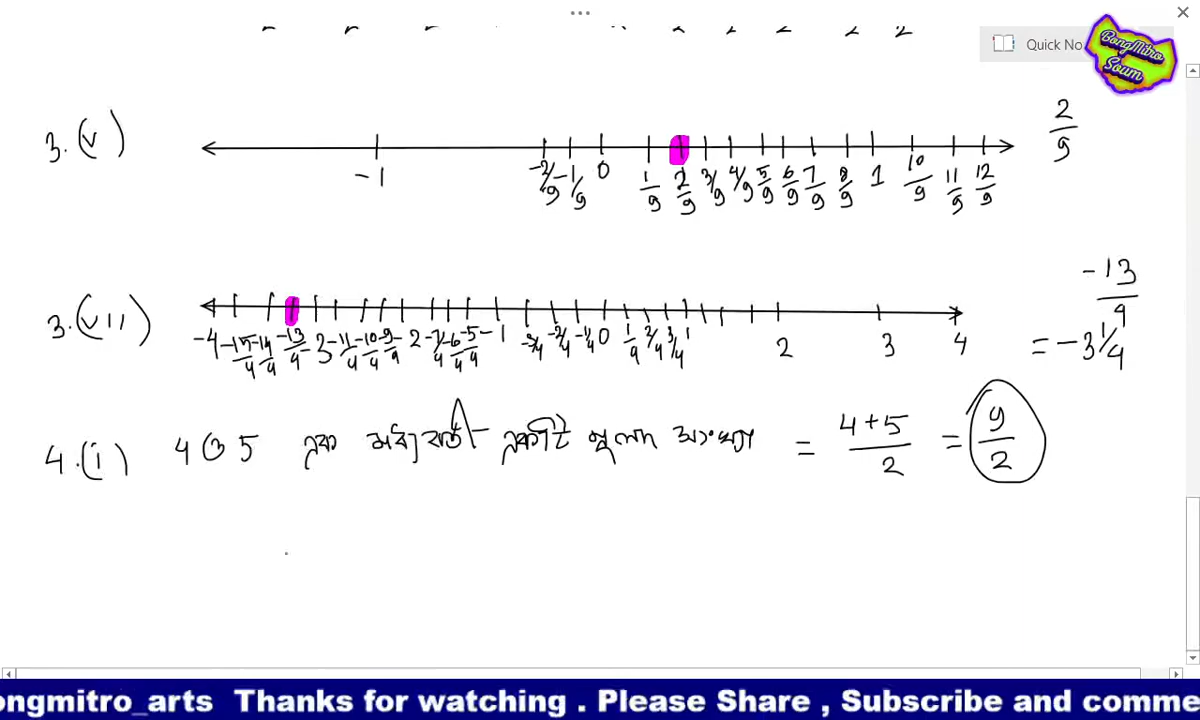 Quick No
BongMitro
Soum
3.(v)
2/9
-1 -2/9 -1/9 0 1/9 2/9 3/9 4/9 5/9 6/9 7/9 8/9 1 10/9 11/9 12/9
3.(vii)
-13/4
-4 -15/4 -14/4 -13/4 -3 -11/4 -10/4 -9/4 2 -7/4 -6/4 -5/4 -1 -3/4 -2/4 -1/4 0 1/4 2/4 3/4 1 2 3 4
= -3 1/4
4.(i) 4 ও 5 এর মধ্যবর্তী একটি মূলদ সংখ্যা = 4+5/2 = 9/2
ongmitro_arts Thanks for watching . Please Share , Subscribe and comme